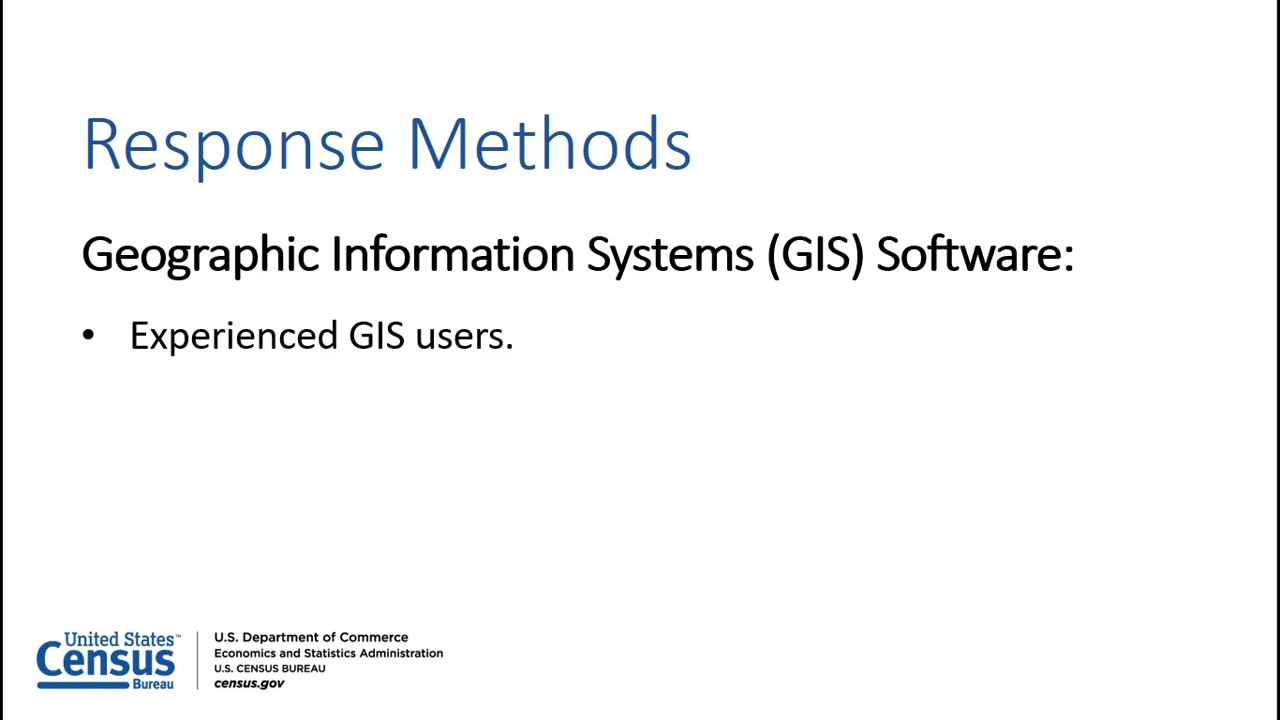 Response Methods
Geographic Information Systems (GIS) Software:
• Experienced GIS users.
United States™
Census
Bureau
U.S. Department of Commerce
Economics and Statistics Administration
U.S. CENSUS BUREAU
census.gov